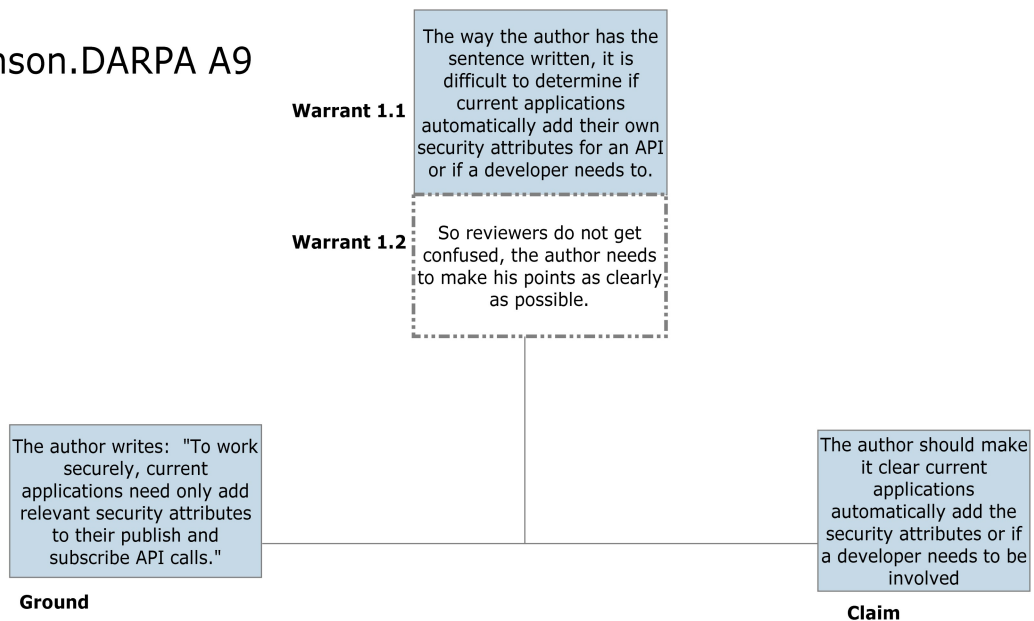 nson.DARPA A9
Warrant 1.1
The way the author has the
sentence written, it is
difficult to determine if
current applications
automatically add their own
security attributes for an API
or if a developer needs to.
Warrant 1.2
So reviewers do not get
confused, the author needs
to make his points as clearly
as possible.
The author writes:  "To work
securely, current
applications need only add
relevant security attributes
to their publish and
subscribe API calls."
Ground
The author should make
it clear current
applications
automatically add the
security attributes or if
a developer needs to be
involved
Claim